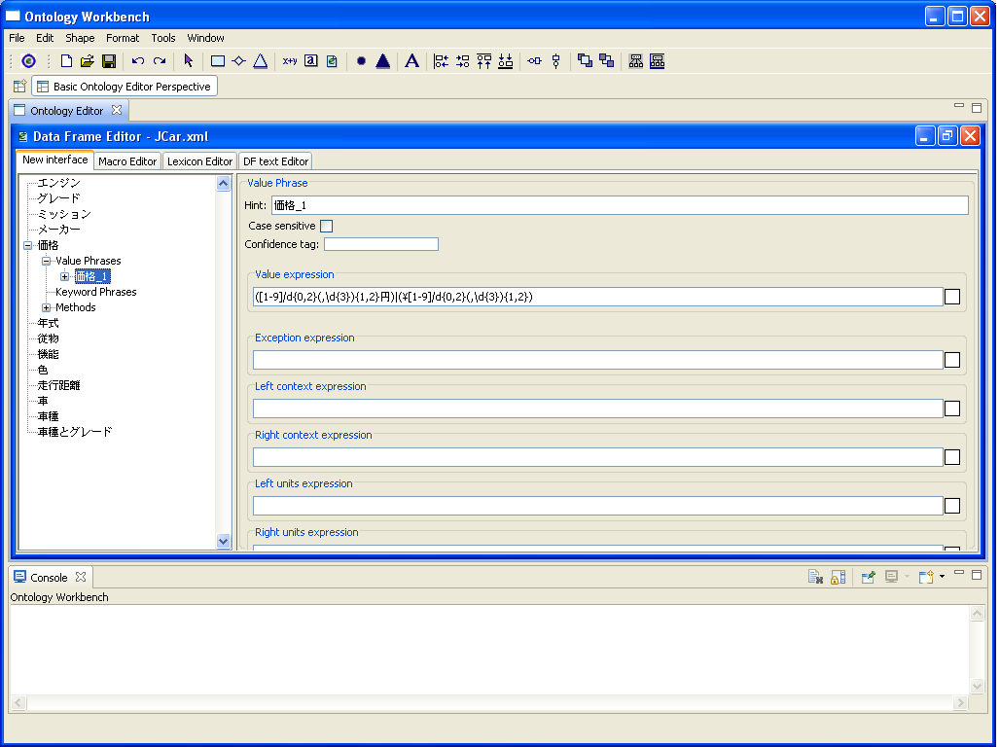 Ontology Workbench
File Edit Shape Format Tools Window
x+y a A
Basic Ontology Editor Perspective
Ontology Editor
Data Frame Editor - JCar.xml
New interface Macro Editor Lexicon Editor DF text Editor
エンジン
グレード
ミッション
メーカー
価格
Value Phrases
価格_1
Keyword Phrases
Methods
年式
従物
機能
色
走行距離
車
車種
車種とグレード
Value Phrase
Hint: 価格_1
Case sensitive
Confidence tag:
Value expression
([1-9]/d{0,2}(,\d{3}){1,2}円)|(¥[1-9]/d{0,2}(,\d{3}){1,2})
Exception expression
Left context expression
Right context expression
Left units expression
Right units expression
Console
Ontology Workbench